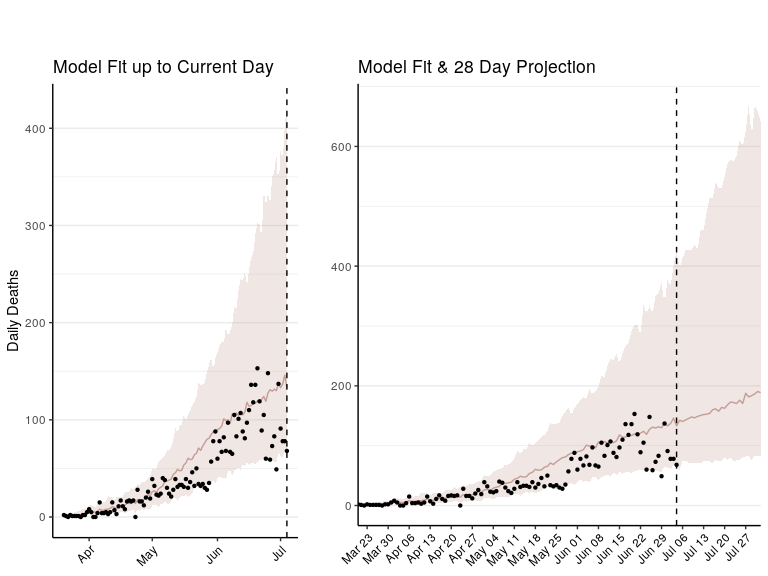 Model Fit up to Current Day
Model Fit & 28 Day Projection
Daily Deaths
400
300
200
100
0
Apr
May
Jun
Jul
600
400
200
0
Mar 23
Mar 30
Apr 06
Apr 13
Apr 20
Apr 27
May 04
May 11
May 18
May 25
Jun 01
Jun 08
Jun 15
Jun 22
Jun 29
Jul 06
Jul 13
Jul 20
Jul 27